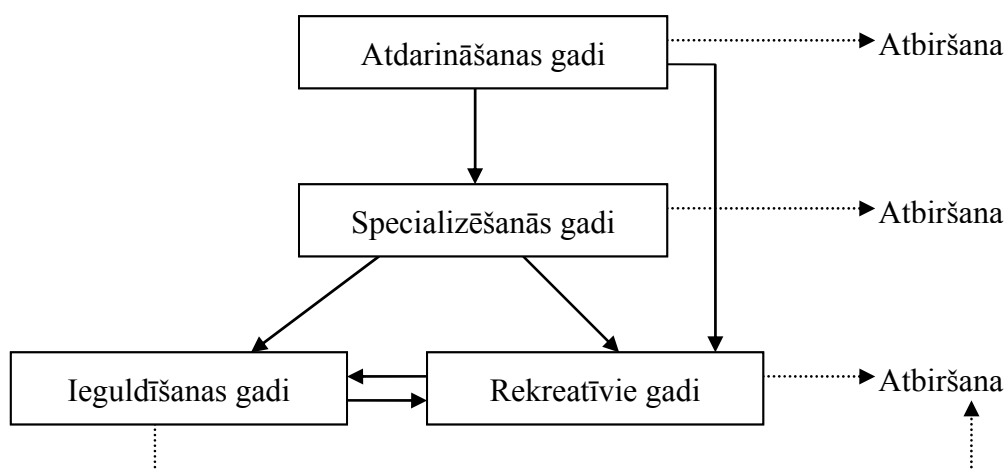 Atdarināšanas gadi
Atbiršana
Specializēšanās gadi
Atbiršana
Ieguldīšanas gadi
Rekreatīvie gadi
Atbiršana